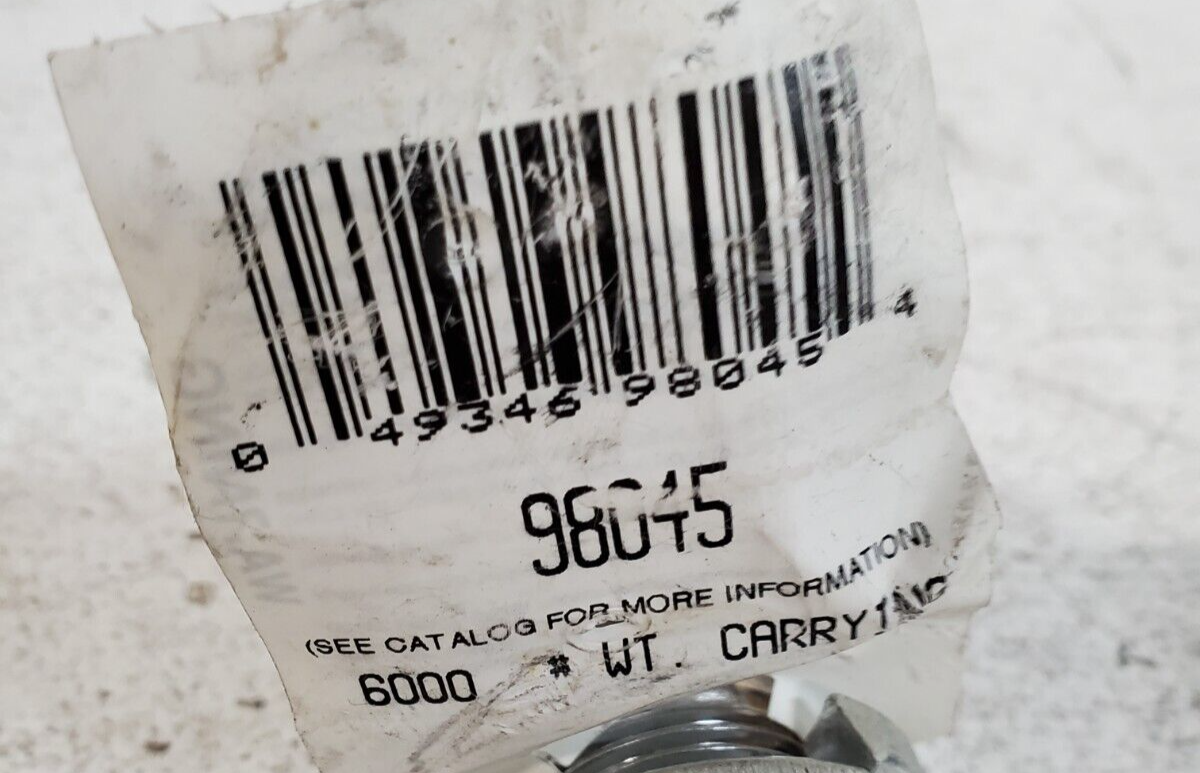 0 49346 98045 4
98045
(SEE CATALOG FOR MORE INFORMATION)
6000 # WT. CARRYING